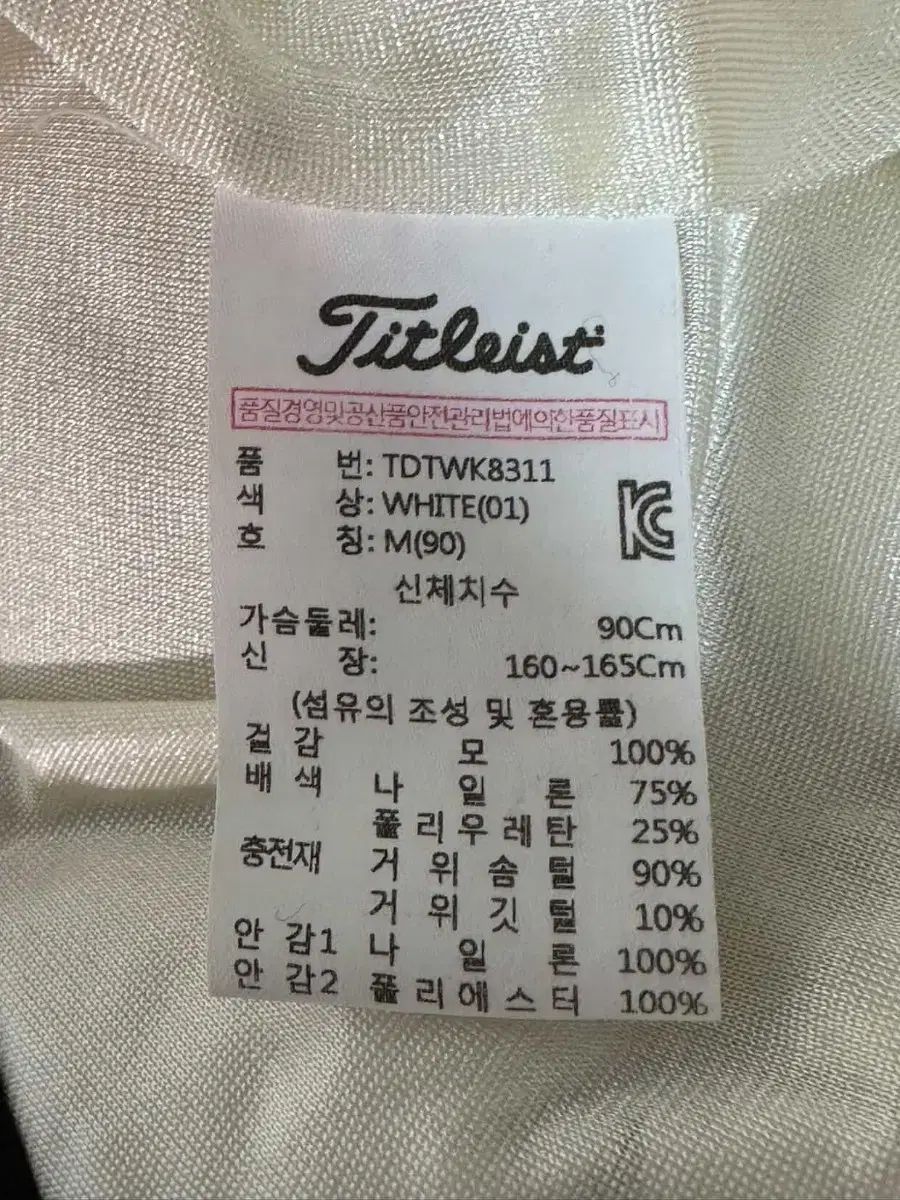 Titleist
품질경영및공산품안전관리법에의한품질표시
품 번: TDTWK8311
색 상: WHITE(01)
호 칭: M(90)
KC
신체치수
가슴둘레: 90Cm
신 장: 160~165Cm
(섬유의 조성 및 혼용률)
겉 감 모 100%
배 색 나 일 론 75%
폴 리 우 레 탄 25%
충전재 거 위 솜 털 90%
거 위 깃 털 10%
안 감1 나 일 론 100%
안 감2 폴 리 에 스 터 100%